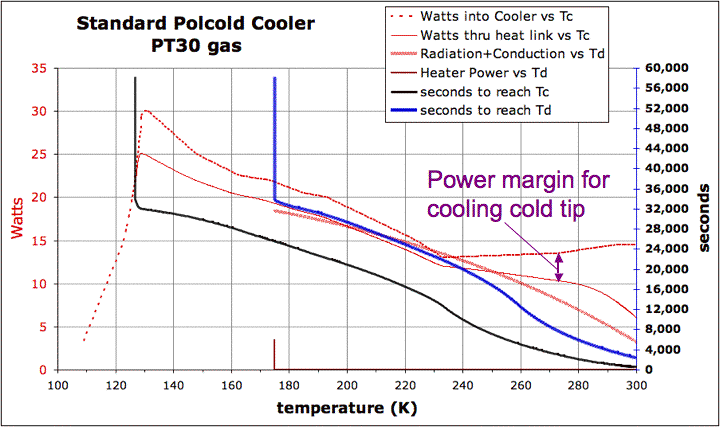 Standard Polcold Cooler
PT30 gas
Watts into Cooler vs Tc
Watts thru heat link vs Tc
Radiation+Conduction vs Td
Heater Power vs Td
seconds to reach Tc
seconds to reach Td
35
30
25
20
15
10
5
0
Watts
60,000
56,000
52,000
48,000
44,000
40,000
36,000
32,000
28,000
24,000
20,000
16,000
12,000
8,000
4,000
0
seconds
Power margin for
cooling cold tip
100 120 140 160 180 200 220 240 260 280 300
temperature (K)